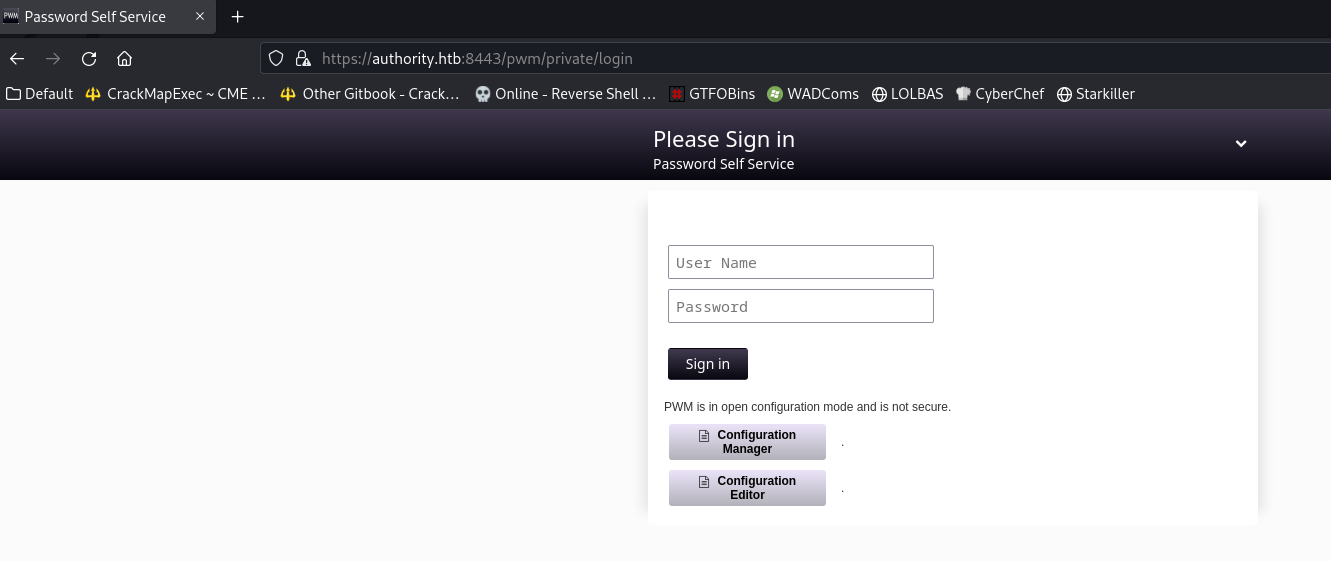 PWM Password Self Service
https://authority.htb:8443/pwm/private/login
Default CrackMapExec ~ CME ... Other Gitbook - Crack... Online - Reverse Shell ... GTFOBins WADComs LOLBAS CyberChef Starkiller
Please Sign in
Password Self Service
User Name
Password
Sign in
PWM is in open configuration mode and is not secure.
Configuration
Manager
.
Configuration
Editor
.